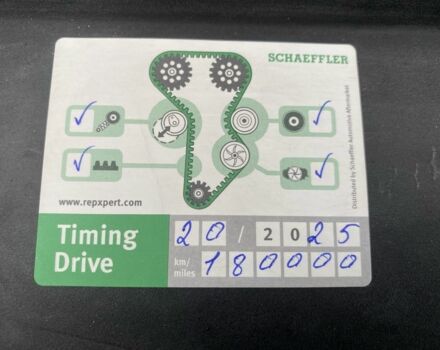 SCHAEFFLER
Distributed by Schaeffler Automotive Aftermarket
www.repxpert.com
Timing
Drive
20 / 2025
km/
miles
180000